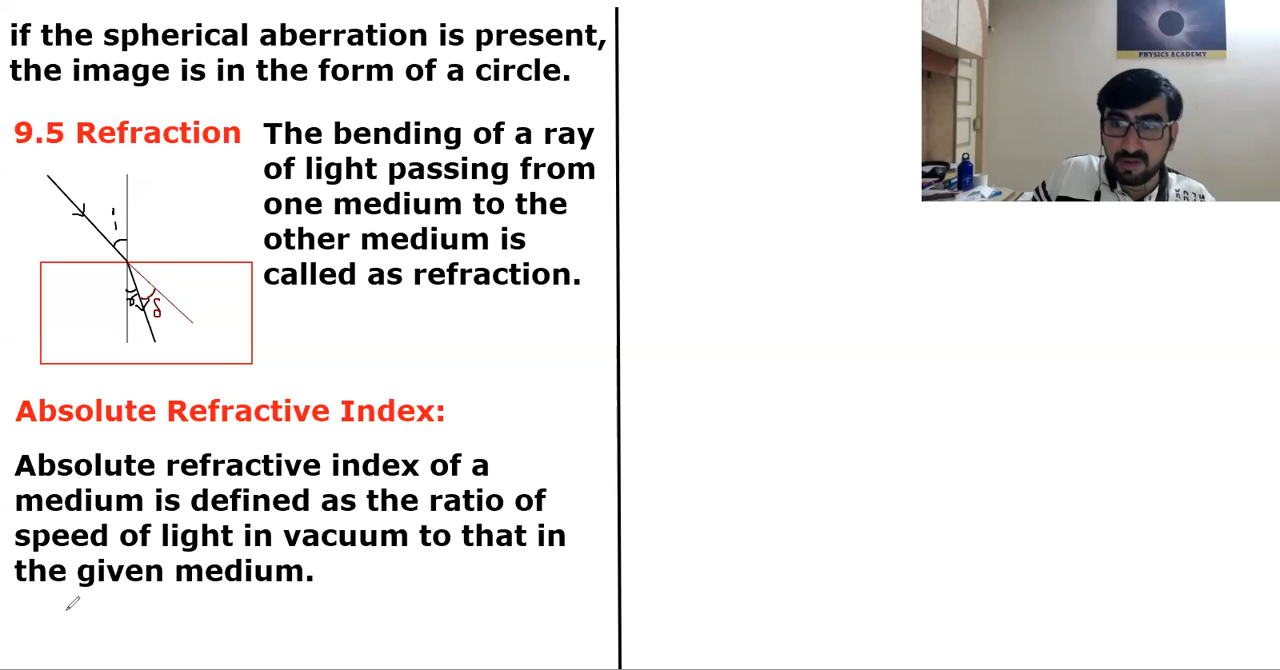 if the spherical aberration is present,
the image is in the form of a circle.
9.5 Refraction
The bending of a ray
of light passing from
one medium to the
other medium is
called as refraction.
i
r
δ
Absolute Refractive Index:
Absolute refractive index of a
medium is defined as the ratio of
speed of light in vacuum to that in
the given medium.
PHYSICS ACADEMY